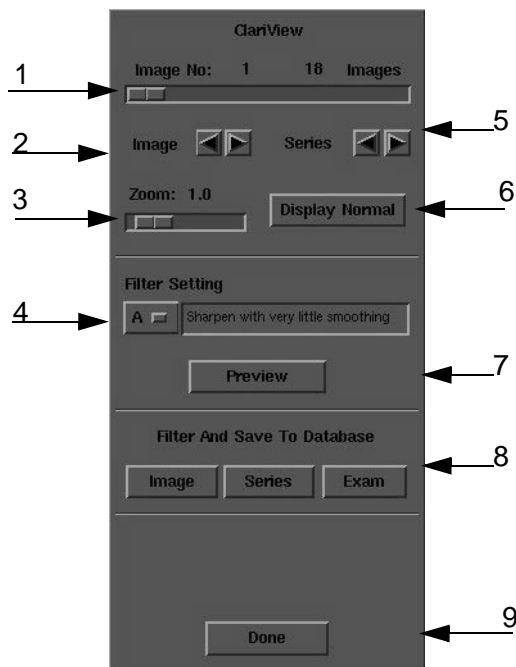 ClariView
Image No: 1 18 Images
1
Image Series
2
5
Zoom: 1.0
3
Display Normal
6
Filter Setting
A Sharpen with very little smoothing
4
Preview
7
Filter And Save To Database
Image Series Exam
8
Done
9